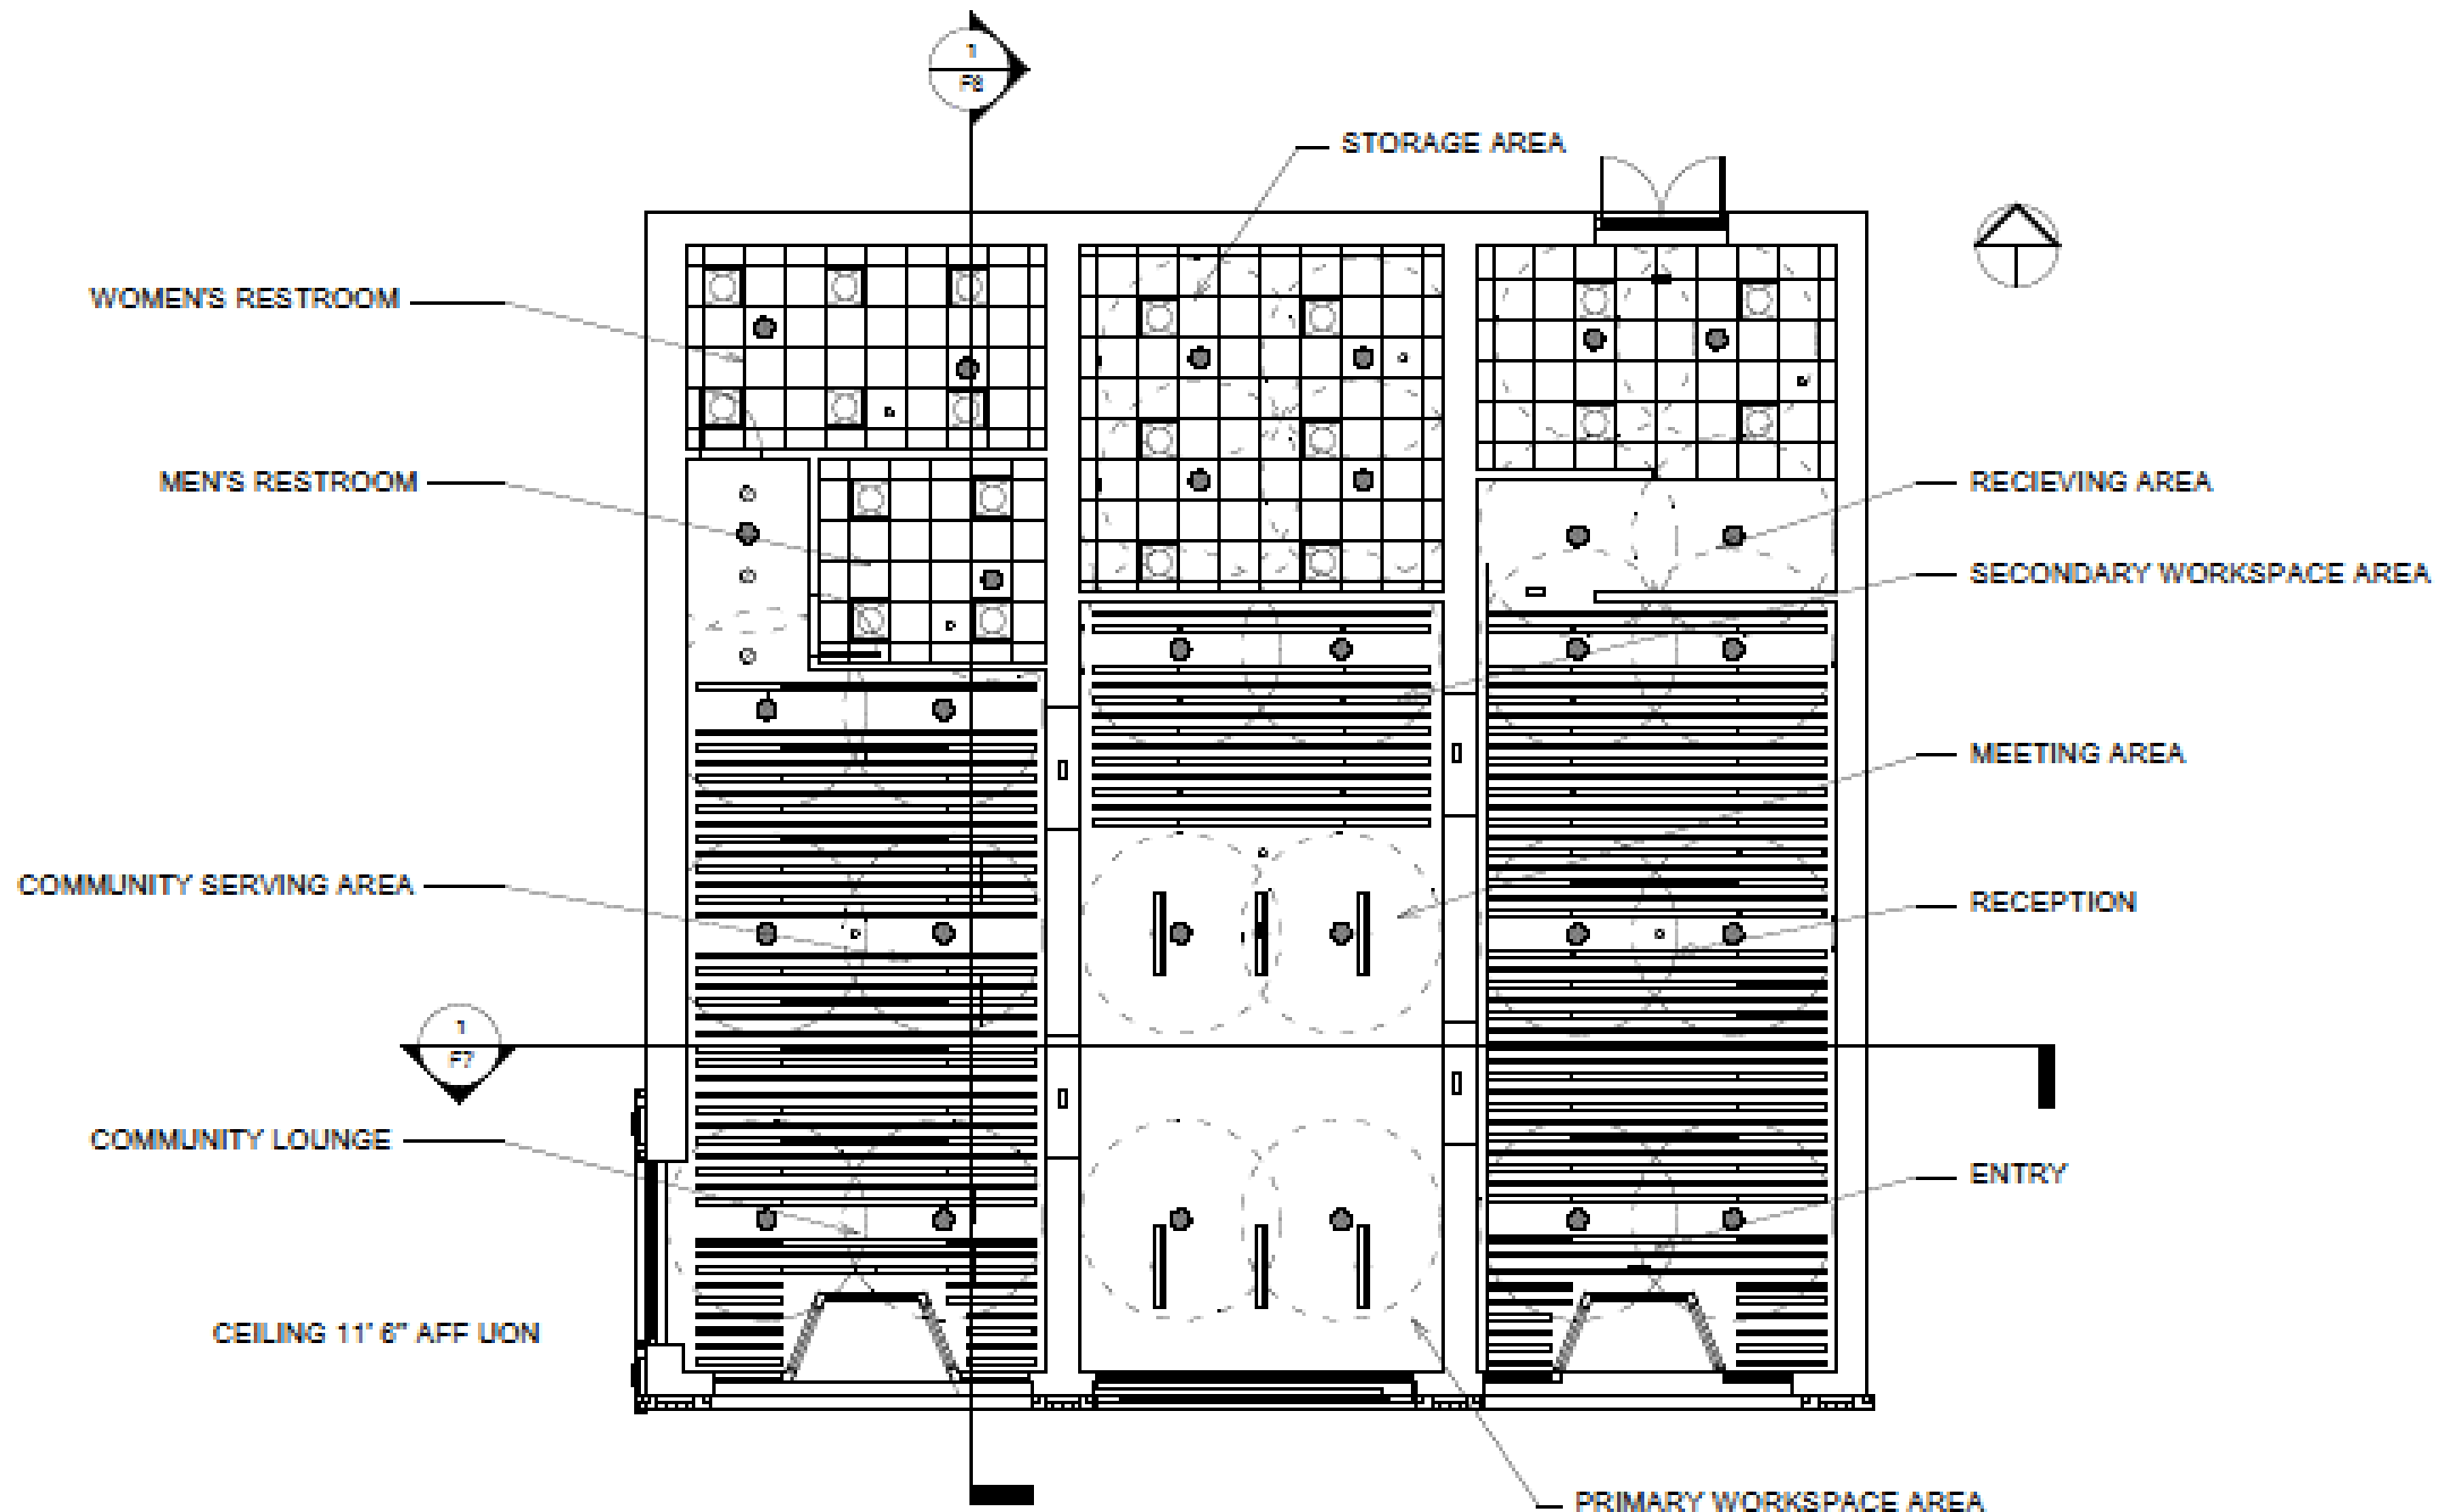 1
F8
STORAGE AREA
WOMEN'S RESTROOM
MEN'S RESTROOM
RECIEVING AREA
SECONDARY WORKSPACE AREA
MEETING AREA
COMMUNITY SERVING AREA
RECEPTION
1
F7
COMMUNITY LOUNGE
ENTRY
CEILING 11' 6" AFF UON
PRIMARY WORKSPACE AREA